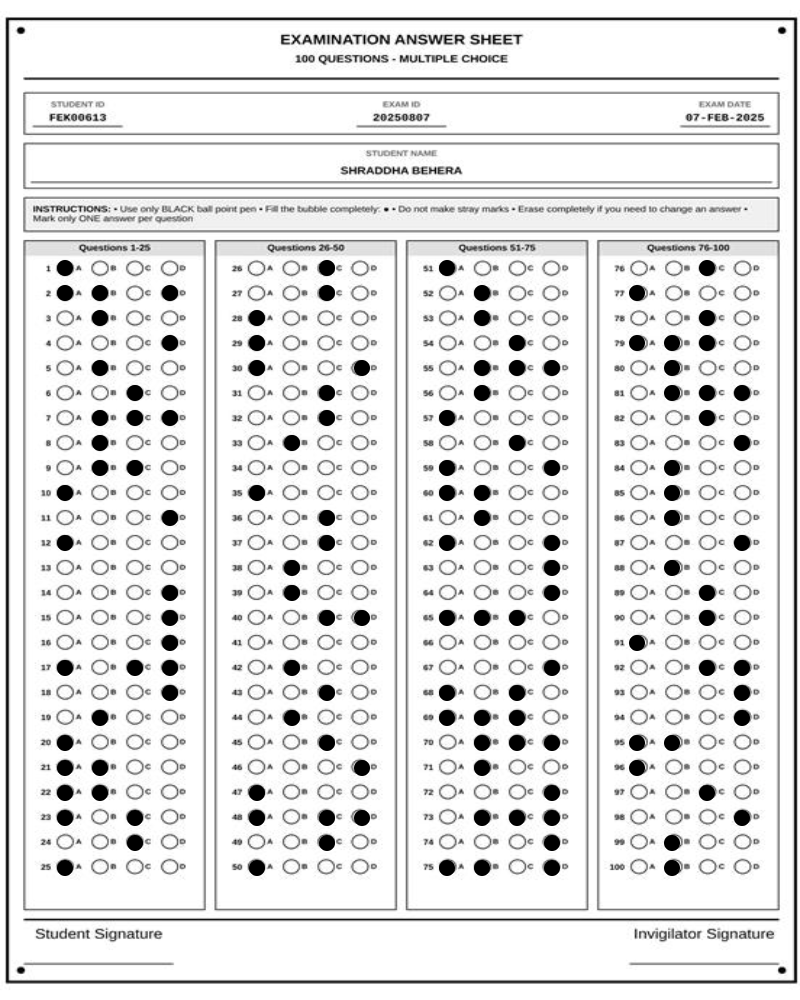 EXAMINATION ANSWER SHEET
100 QUESTIONS - MULTIPLE CHOICE
STUDENT ID EXAM ID EXAM DATE
FEK00613 20250807 07-FEB-2025
STUDENT NAME
SHRADDHA BEHERA
INSTRUCTIONS: • Use only BLACK ball point pen • Fill the bubble completely: ● • Do not make stray marks • Erase completely if you need to change an answer •
Mark only ONE answer per question
Questions 1-25 Questions 26-50 Questions 51-75 Questions 76-100
1 A B C D 26 A B C D 51 A B C D 76 A B C D
2 A B C D 27 A B C D 52 A B C D 77 A B C D
3 A B C D 28 A B C D 53 A B C D 78 A B C D
4 A B C D 29 A B C D 54 A B C D 79 A B C D
5 A B C D 30 A B C D 55 A B C D 80 A B C D
6 A B C D 31 A B C D 56 A B C D 81 A B C D
7 A B C D 32 A B C D 57 A B C D 82 A B C D
8 A B C D 33 A B C D 58 A B C D 83 A B C D
9 A B C D 34 A B C D 59 A B C D 84 A B C D
10 A B C D 35 A B C D 60 A B C D 85 A B C D
11 A B C D 36 A B C D 61 A B C D 86 A B C D
12 A B C D 37 A B C D 62 A B C D 87 A B C D
13 A B C D 38 A B C D 63 A B C D 88 A B C D
14 A B C D 39 A B C D 64 A B C D 89 A B C D
15 A B C D 40 A B C D 65 A B C D 90 A B C D
16 A B C D 41 A B C D 66 A B C D 91 A B C D
17 A B C D 42 A B C D 67 A B C D 92 A B C D
18 A B C D 43 A B C D 68 A B C D 93 A B C D
19 A B C D 44 A B C D 69 A B C D 94 A B C D
20 A B C D 45 A B C D 70 A B C D 95 A B C D
21 A B C D 46 A B C D 71 A B C D 96 A B C D
22 A B C D 47 A B C D 72 A B C D 97 A B C D
23 A B C D 48 A B C D 73 A B C D 98 A B C D
24 A B C D 49 A B C D 74 A B C D 99 A B C D
25 A B C D 50 A B C D 75 A B C D 100 A B C D
Student Signature Invigilator Signature